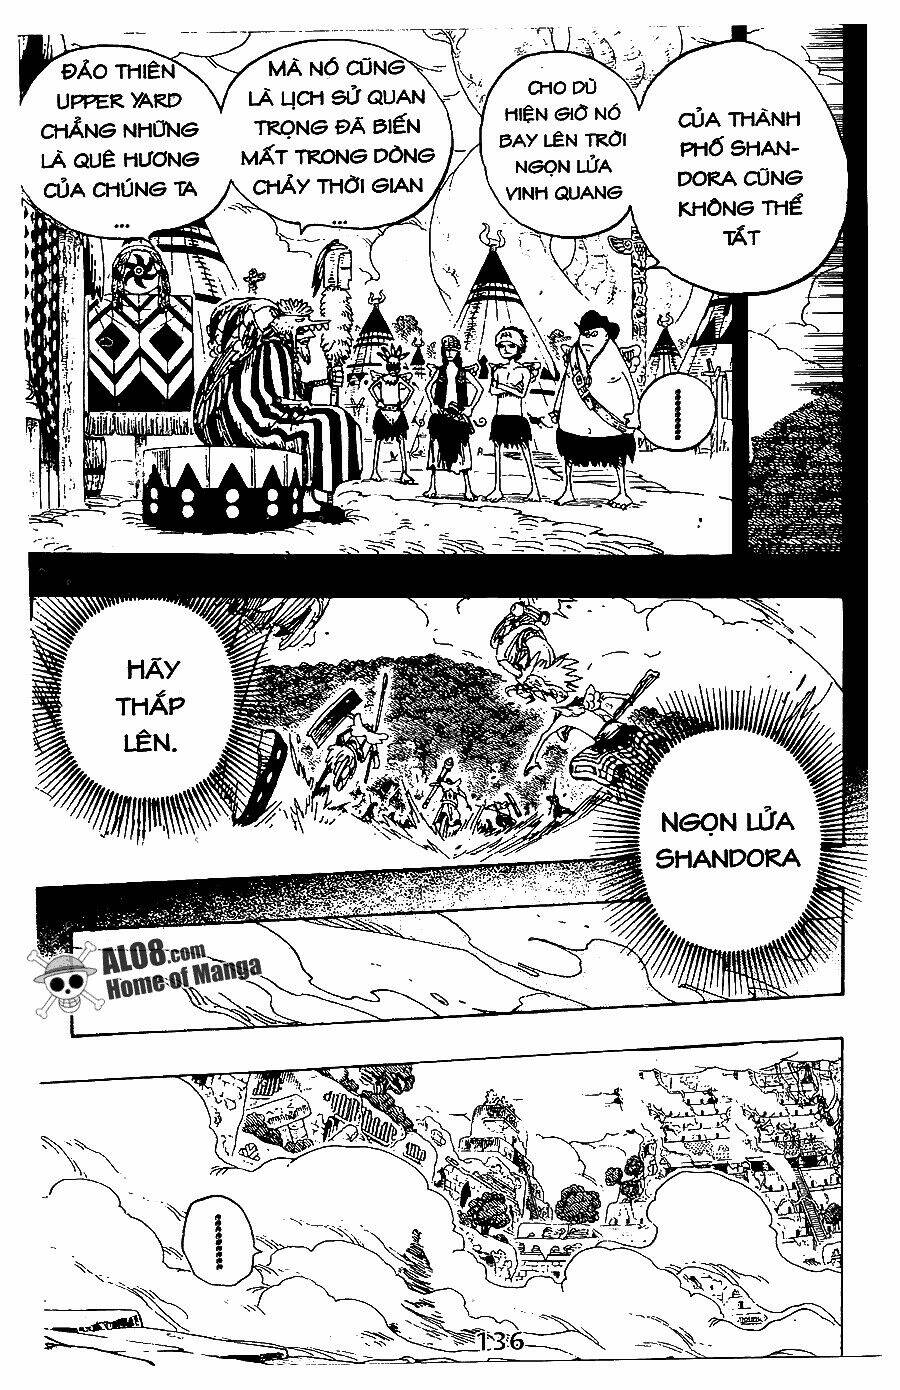 ĐẢO THIÊN
UPPER YARD
CHẲNG NHỮNG
LÀ QUÊ HƯƠNG
CỦA CHÚNG TA
...
MÀ NÓ CŨNG
LÀ LỊCH SỬ QUAN
TRỌNG ĐÃ BIẾN
MẤT TRONG DÒNG
CHẢY THỜI GIAN
...
CHO DÙ
HIỆN GIỜ NÓ
BAY LÊN TRỜI
NGỌN LỬA
VINH QUANG
CỦA THÀNH
PHỐ SHAN-
DORA CŨNG
KHÔNG THỂ
TẮT
.........
HÃY
THẮP
LÊN.
NGỌN LỬA
SHANDORA
AL08.com
Home of Manga
.........
136